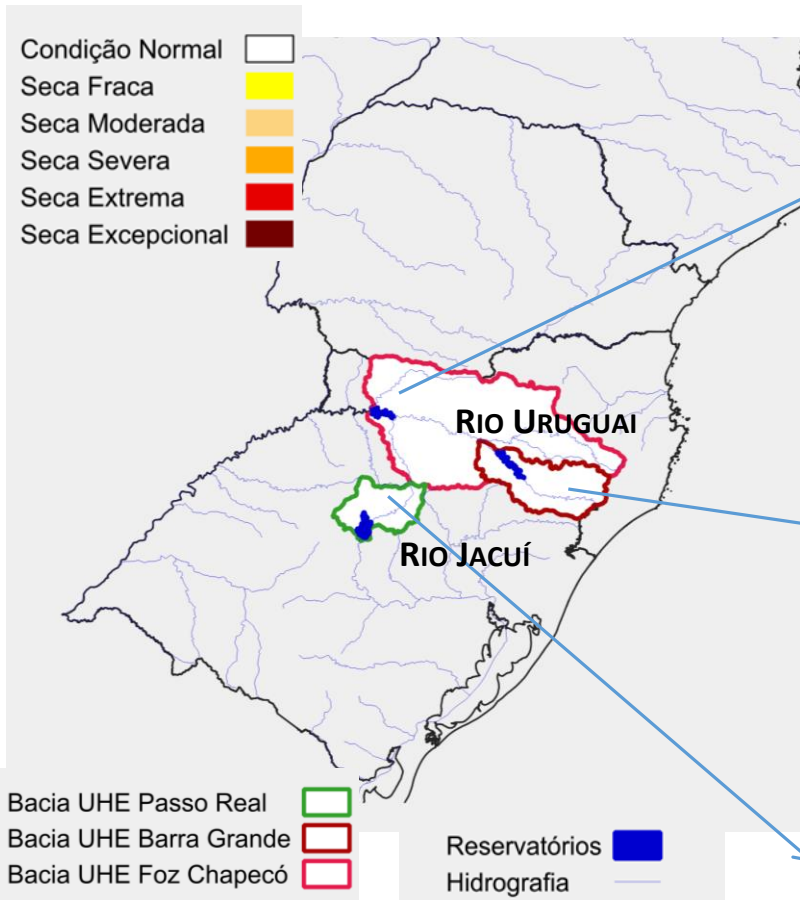 Condição Normal
Seca Fraca
Seca Moderada
Seca Severa
Seca Extrema
Seca Excepcional
RIO URUGUAI
RIO JACUÍ
Bacia UHE Passo Real
Bacia UHE Barra Grande
Bacia UHE Foz Chapecó
Reservatórios
Hidrografia